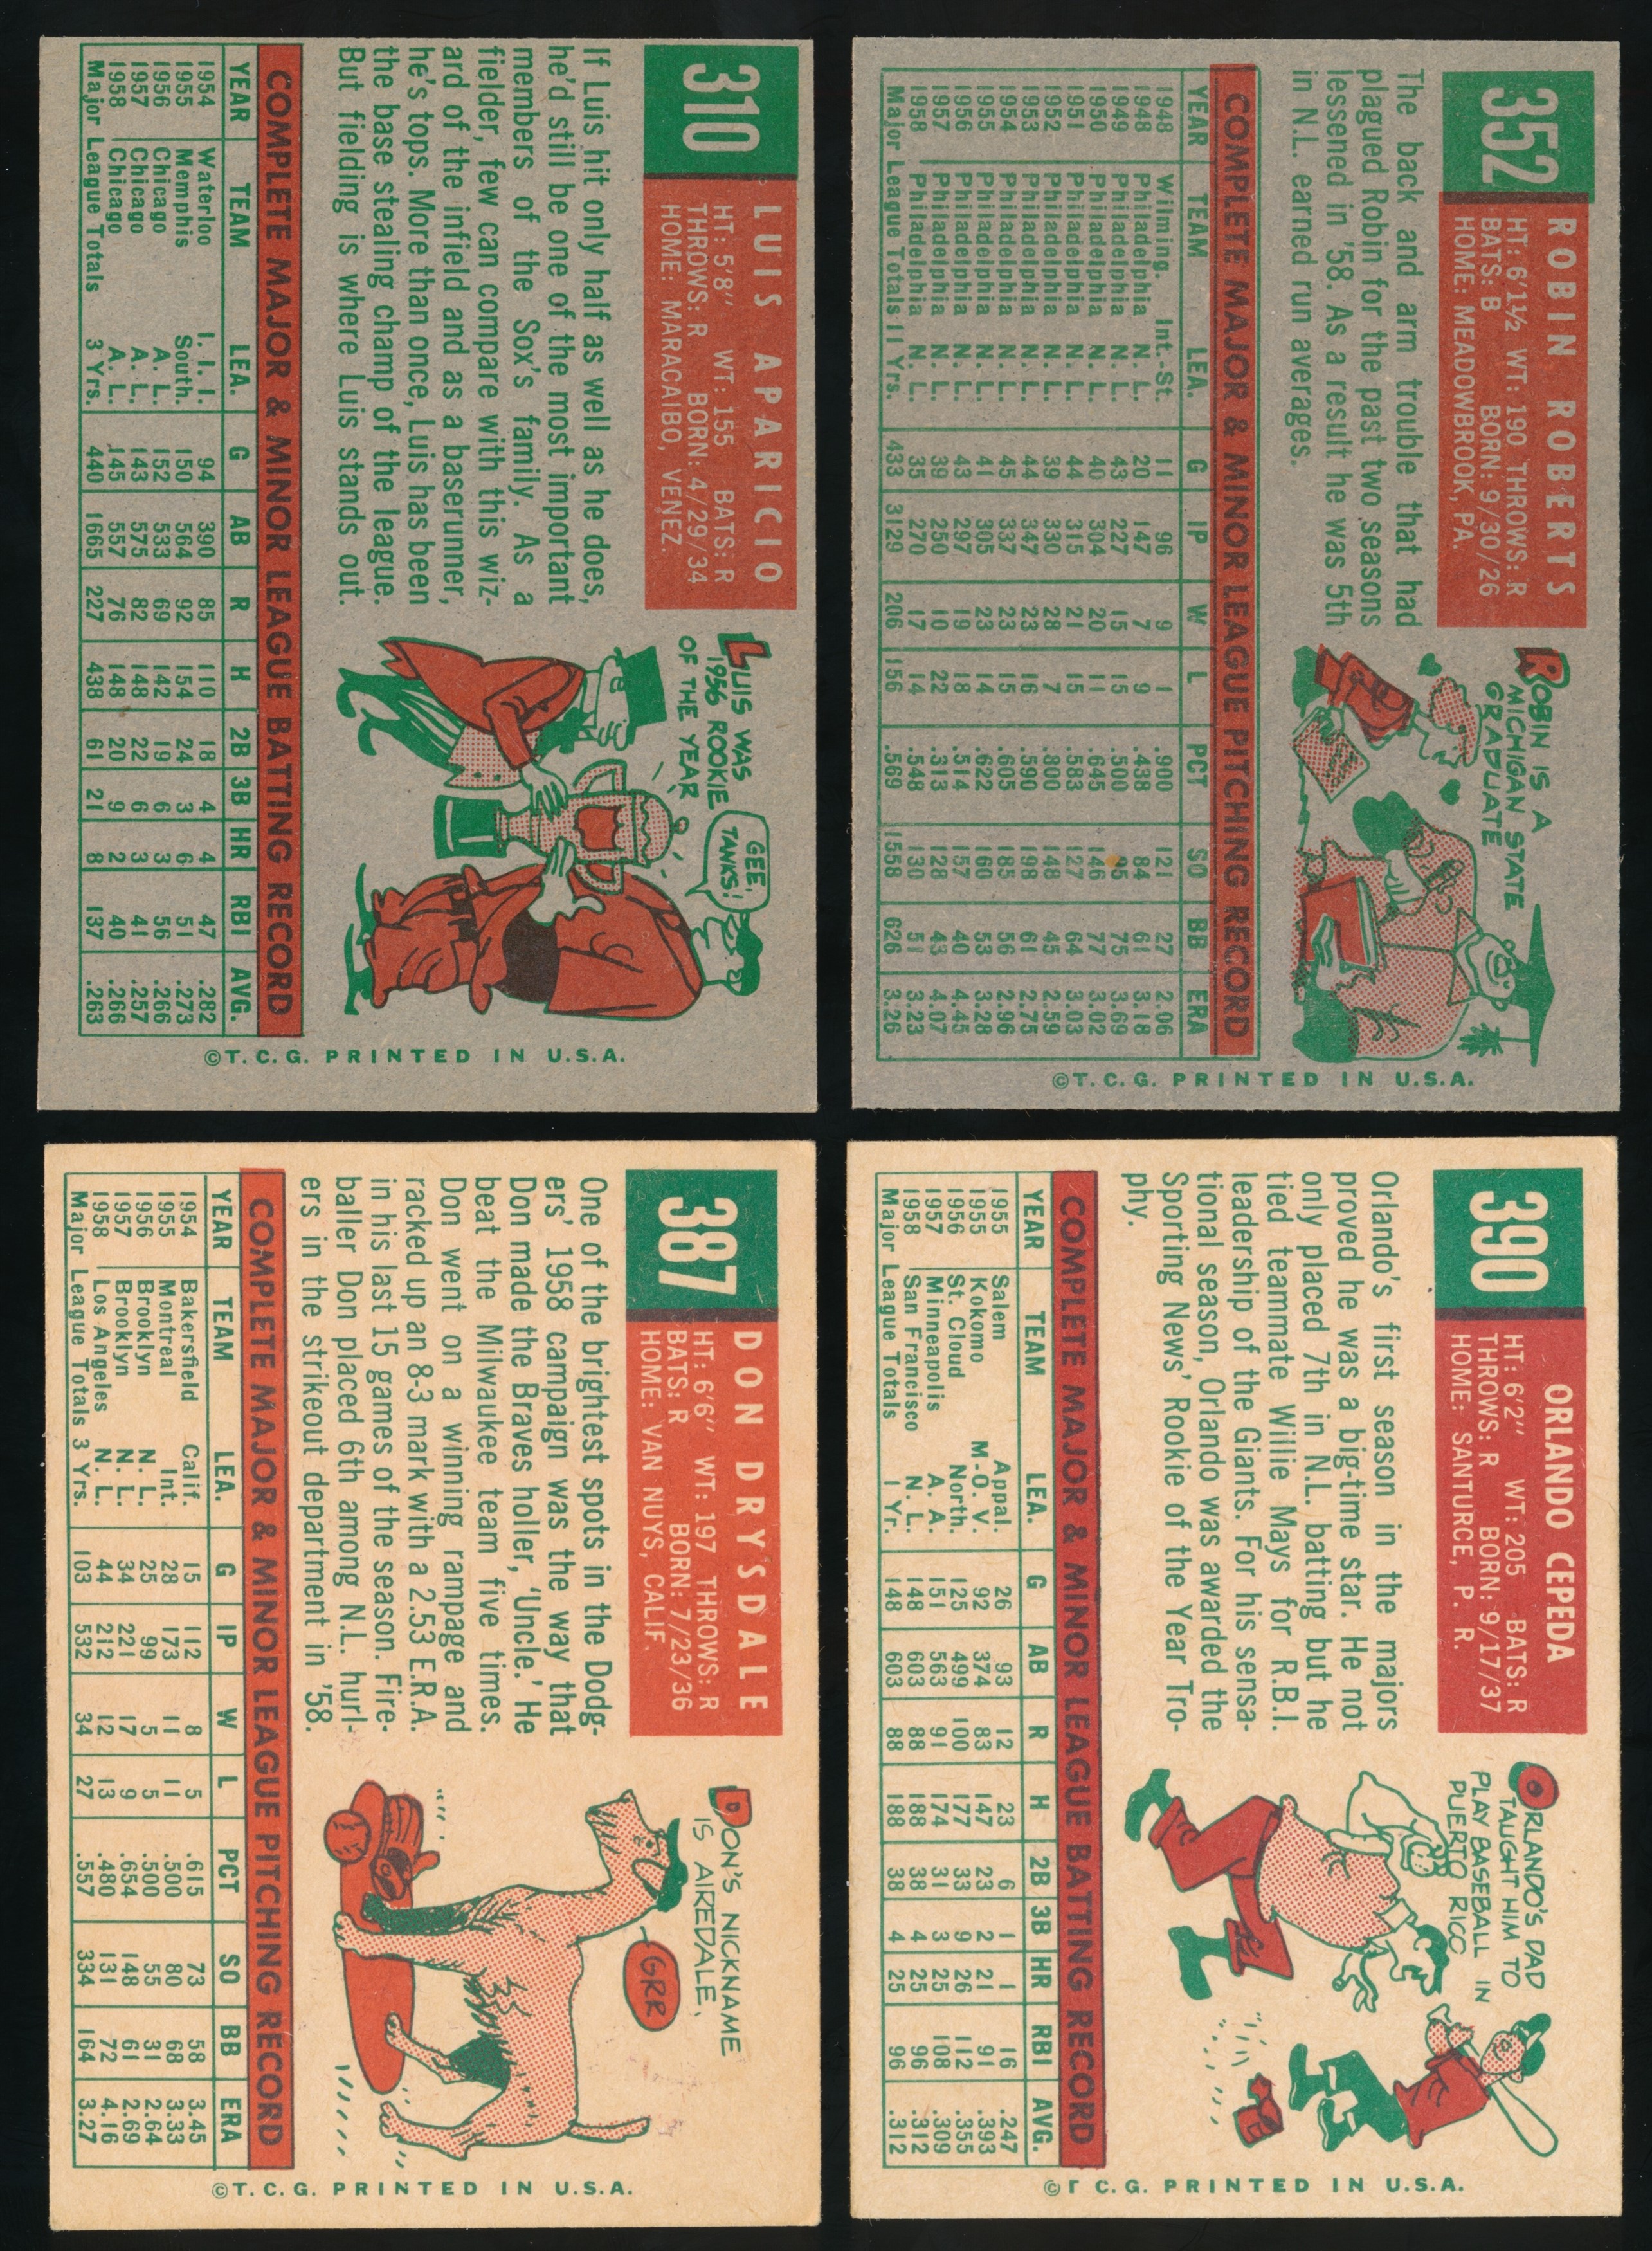 310
LUIS APARICIO
HT: 5'8" WT: 155 BATS: R
THROWS: R BORN: 4/29/34
HOME: MARACAIBO, VENEZ.
If Luis hit only half as well as he does,
he'd still be one of the most important
members of the Sox's family. As a
fielder, few can compare with this wiz-
ard of the infield and as a baserunner,
he's tops. More than once, Luis has been
the base stealing champ of the league.
But fielding is where Luis stands out.
LUIS WAS
1956 ROOKIE
OF THE YEAR
GEE,
TANKS!
COMPLETE MAJOR & MINOR LEAGUE BATTING RECORD
YEAR TEAM LEA. G AB R H 2B 3B HR RBI AVG.
1954 Waterloo I. I. I. 94 390 85 110 18 4 4 47 .282
1955 Memphis South. 150 564 92 154 24 3 6 51 .273
1956 Chicago A. L. 152 533 69 142 19 6 3 56 .266
1957 Chicago A. L. 143 575 82 148 22 6 3 41 .257
1958 Chicago A. L. 145 557 76 148 20 9 2 40 .266
Major League Totals 3 Yrs. 440 1665 227 438 61 21 8 137 .263
©T. C. G. PRINTED IN U.S.A.
352
ROBIN ROBERTS
HT: 6'1½ WT: 190 THROWS: R
BATS: B BORN: 9/30/26
HOME: MEADOWBROOK, PA.
The back and arm trouble that had
plagued Robin for the past two seasons
lessened in '58. As a result he was 5th
in N.L. earned run averages.
ROBIN IS A
MICHIGAN STATE
GRADUATE
COMPLETE MAJOR & MINOR LEAGUE PITCHING RECORD
YEAR TEAM LEA. G IP W L PCT SO BB ERA
1948 Wilming. Int.-St. 11 96 9 1 .900 121 27 2.06
1948 Philadelphia N. L. 20 147 7 9 .438 84 61 3.18
1949 Philadelphia N. L. 43 227 15 15 .500 95 75 3.69
1950 Philadelphia N. L. 40 304 20 11 .645 146 77 3.02
1951 Philadelphia N. L. 44 315 21 15 .583 127 64 3.03
1952 Philadelphia N. L. 39 330 28 7 .800 148 45 2.59
1953 Philadelphia N. L. 44 347 23 16 .590 198 61 2.75
1954 Philadelphia N. L. 45 337 23 15 .605 185 56 2.96
1955 Philadelphia N. L. 41 305 23 14 .622 160 53 3.28
1956 Philadelphia N. L. 43 297 19 18 .514 157 40 4.45
1957 Philadelphia N. L. 39 250 10 22 .313 128 43 4.07
1958 Philadelphia N. L. 35 270 17 14 .548 130 51 3.23
Major League Totals 11 Yrs. 433 3129 206 156 .569 1558 626 3.26
©T. C. G. PRINTED IN U.S.A.
387
DON DRYSDALE
HT: 6'6" WT: 197 THROWS: R
BATS: R BORN: 7/23/36
HOME: VAN NUYS, CALIF.
One of the brightest spots in the Dodg-
ers' 1958 campaign was the way that
Don made the Braves holler, 'Uncle.' He
beat the Milwaukee team five times.
Don went on a winning rampage and
racked up an 8-3 mark with a 2.53 E.R.A.
in his last 15 games of the season. Fire-
baller Don placed 6th among N.L. hurl-
ers in the strikeout department in '58.
DON'S NICKNAME
IS AIREDALE.
GRR
COMPLETE MAJOR & MINOR LEAGUE PITCHING RECORD
YEAR TEAM LEA. G IP W L PCT SO BB ERA
1954 Bakersfield Calif. 15 112 8 5 .615 73 58 3.45
1955 Montreal Int. 28 173 11 11 .500 80 68 3.33
1956 Brooklyn N. L. 25 99 5 5 .500 55 31 2.64
1957 Brooklyn N. L. 34 221 17 9 .654 148 61 2.69
1958 Los Angeles N. L. 44 212 12 13 .480 131 72 4.16
Major League Totals 3 Yrs. 103 532 34 27 .557 334 164 3.27
©T. C. G. PRINTED IN U.S.A.
390
ORLANDO CEPEDA
HT: 6'2" WT: 205 BATS: R
THROWS: R BORN: 9/17/37
HOME: SANTURCE, P. R.
Orlando's first season in the majors
proved he was a big-time star. He not
only placed 7th in N.L. batting but he
tied teammate Willie Mays for R.B.I.
leadership of the Giants. For his sensa-
tional season, Orlando was awarded the
Sporting News' Rookie of the Year Tro-
phy.
ORLANDO'S DAD
TAUGHT HIM TO
PLAY BASEBALL IN
PUERTO RICO
COMPLETE MAJOR & MINOR LEAGUE BATTING RECORD
YEAR TEAM LEA. G AB R H 2B 3B HR RBI AVG.
1955 Salem Appal. 26 93 12 23 6 1 1 16 .247
1955 Kokomo M.-O. V. 92 374 83 147 23 2 21 91 .393
1956 St. Cloud North. 125 499 100 177 33 9 26 112 .355
1957 Minneapolis A. A. 151 563 91 174 31 3 25 108 .309
1958 San Francisco N. L. 148 603 88 188 38 4 25 96 .312
Major League Totals 1 Yr. 148 603 88 188 38 4 25 96 .312
©T C. G. PRINTED IN U.S.A.